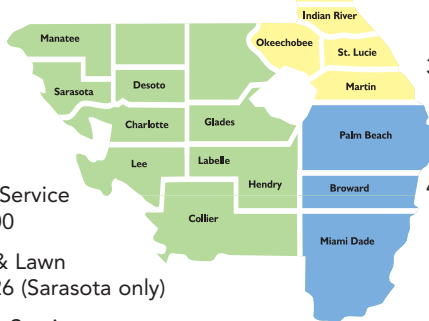 Indian River
Manatee
Okeechobee
St. Lucie
Sarasota
Desoto
Martin
Charlotte
Glades
Palm Beach
Lee
Labelle
Hendry
Broward
Service
Collier
00
Miami Dade
& Lawn
26 (Sarasota only)